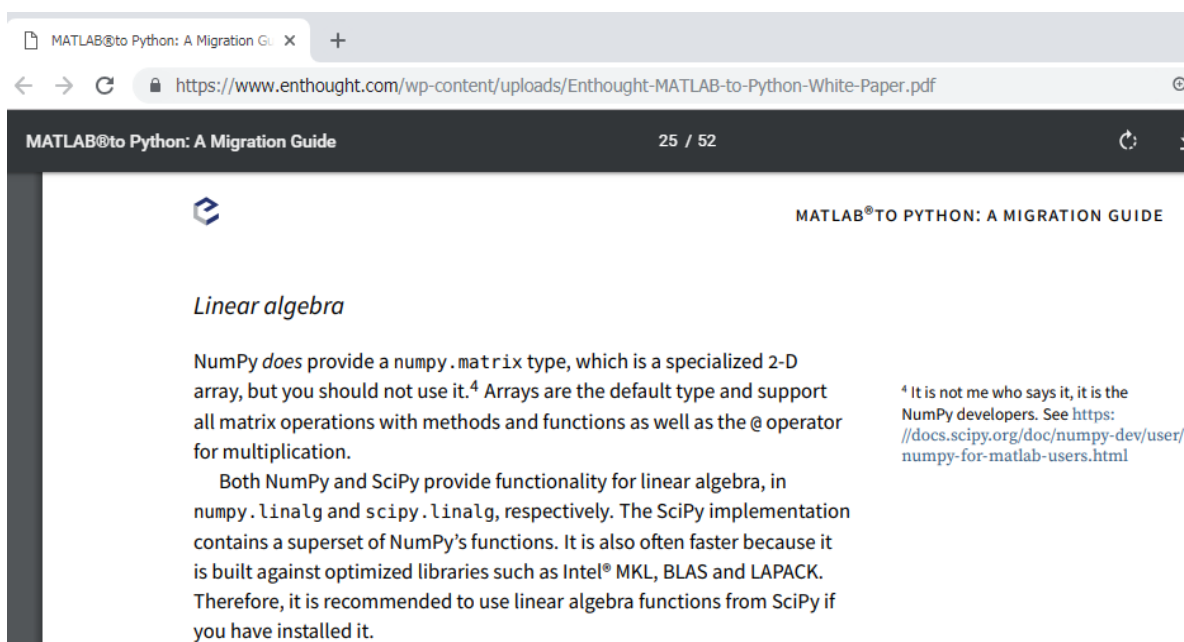 MATLAB®to Python: A Migration Gu
https://www.enthought.com/wp-content/uploads/Enthought-MATLAB-to-Python-White-Paper.pdf
MATLAB®to Python: A Migration Guide 25 / 52
MATLAB®TO PYTHON: A MIGRATION GUIDE
Linear algebra
NumPy does provide a numpy.matrix type, which is a specialized 2-D
array, but you should not use it.⁴ Arrays are the default type and support
all matrix operations with methods and functions as well as the @ operator
for multiplication.
Both NumPy and SciPy provide functionality for linear algebra, in
numpy.linalg and scipy.linalg, respectively. The SciPy implementation
contains a superset of NumPy’s functions. It is also often faster because it
is built against optimized libraries such as Intel® MKL, BLAS and LAPACK.
Therefore, it is recommended to use linear algebra functions from SciPy if
you have installed it.
⁴ It is not me who says it, it is the
NumPy developers. See https:
//docs.scipy.org/doc/numpy-dev/user/
numpy-for-matlab-users.html